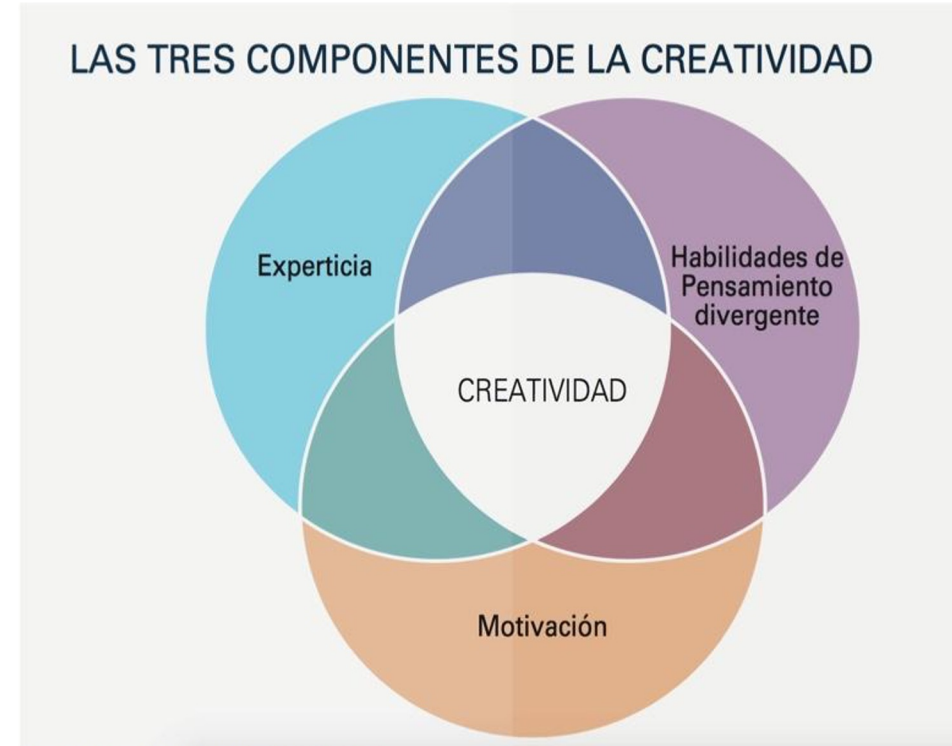 LAS TRES COMPONENTES DE LA CREATIVIDAD
Experticia
Habilidades de
Pensamiento
divergente
CREATIVIDAD
Motivación